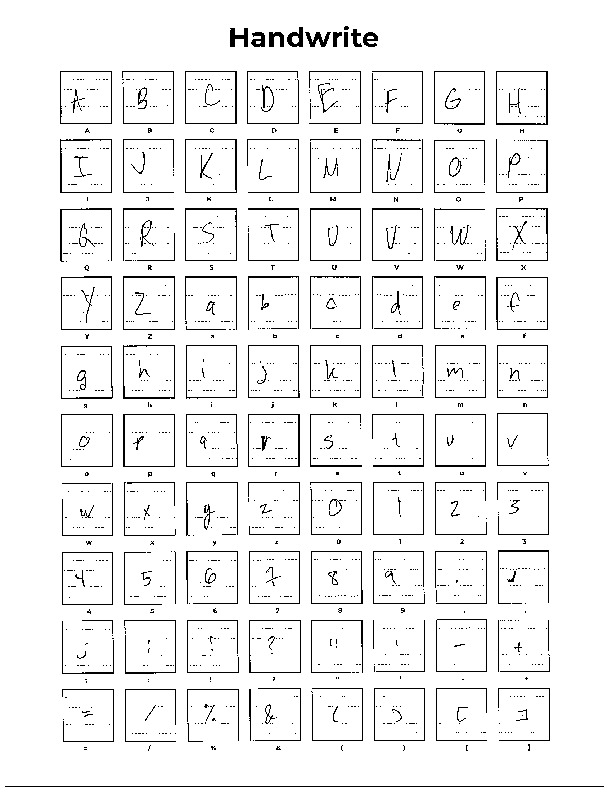 Handwrite
A B C D E F G H
A B C D E F G H
I J K L M N O P
I J K L M N O P
Q R S T U V W X
Q R S T U V W X
Y Z a b c d e f
Y Z a b c d e f
g h i j k l m n
g h i j k l m n
o p q r s t u v
o p q r s t u v
w x y z 0 1 2 3
w x y z 0 1 2 3
4 5 6 7 8 9 . ,
4 5 6 7 8 9 . ,
; : ! ? " ' - +
; : ! ? " ' - +
= / % & ( ) [ ]
= / % & ( ) [ ]